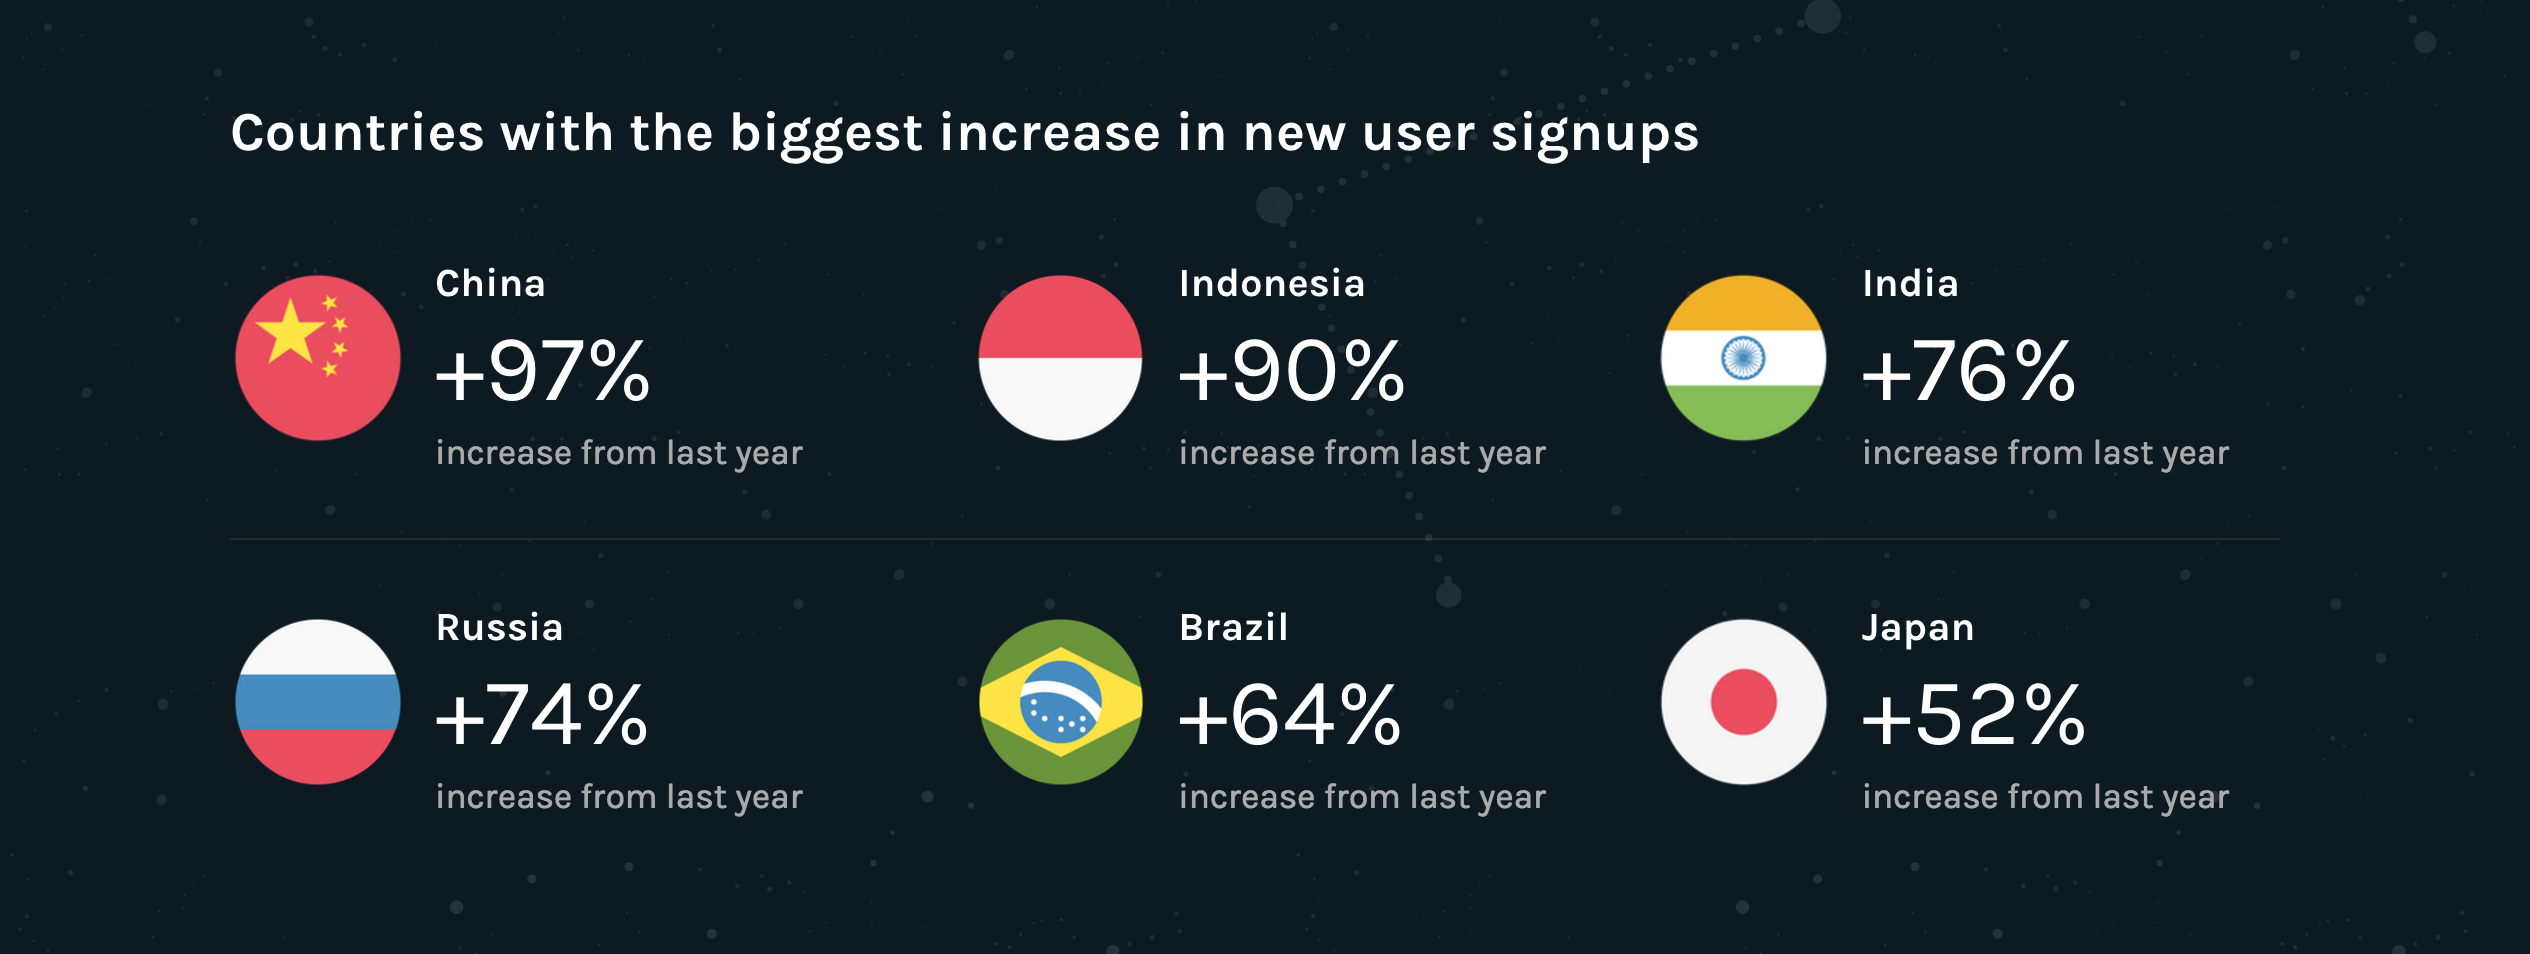 Countries with the biggest increase in new user signups
China
+97%
increase from last year
Indonesia
+90%
increase from last year
India
+76%
increase from last year
Russia
+74%
increase from last year
Brazil
+64%
increase from last year
Japan
+52%
increase from last year